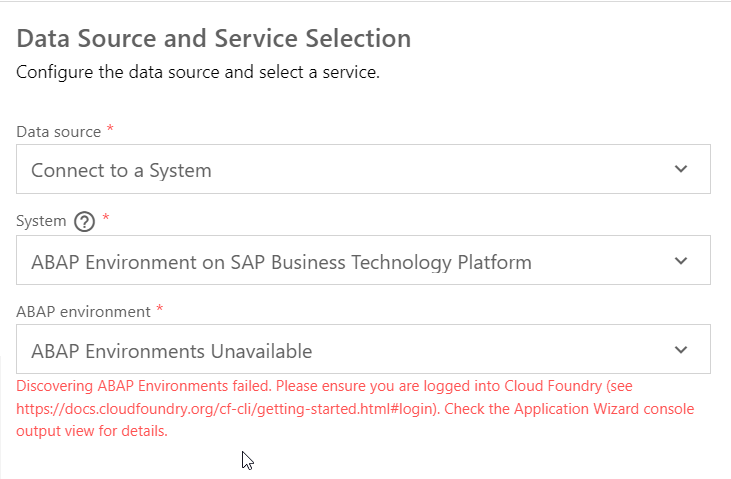 Data Source and Service Selection
Configure the data source and select a service.
Data source *
Connect to a System
System ? *
ABAP Environment on SAP Business Technology Platform
ABAP environment *
ABAP Environments Unavailable
Discovering ABAP Environments failed. Please ensure you are logged into Cloud Foundry (see
https://docs.cloudfoundry.org/cf-cli/getting-started.html#login). Check the Application Wizard console
output view for details.